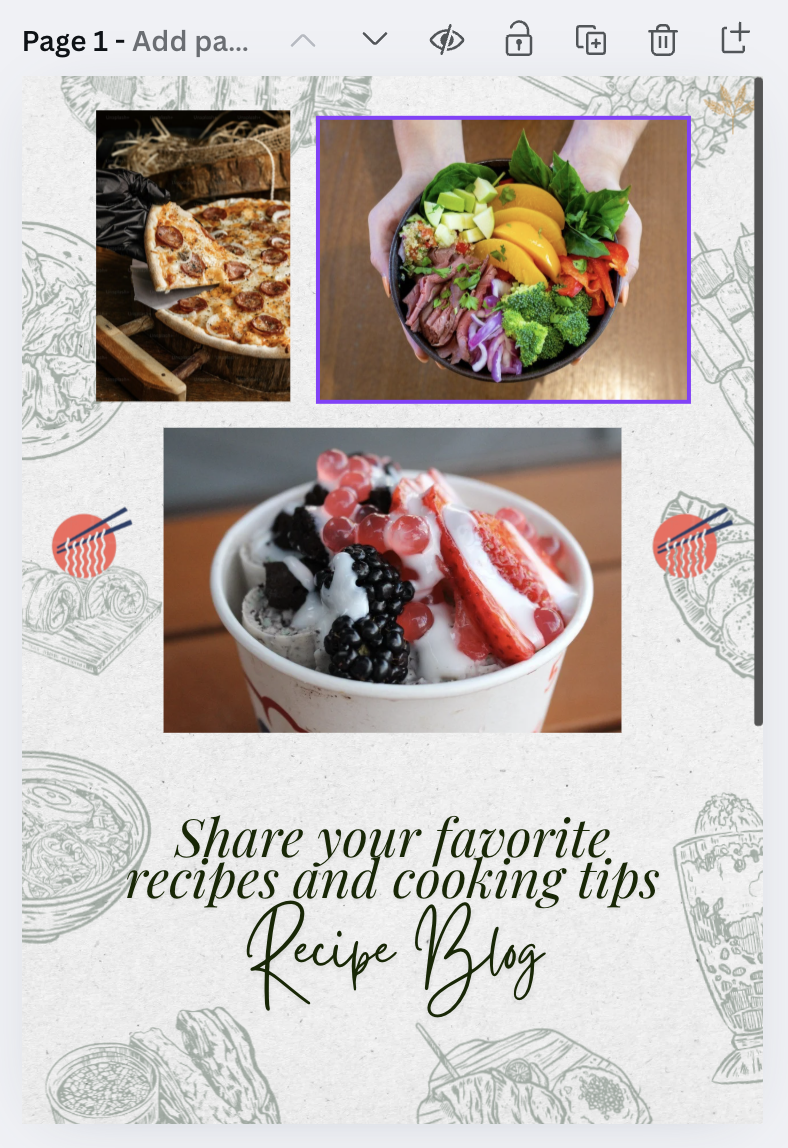 Page 1 - Add pa...
Share your favorite
recipes and cooking tips
Recipe Blog